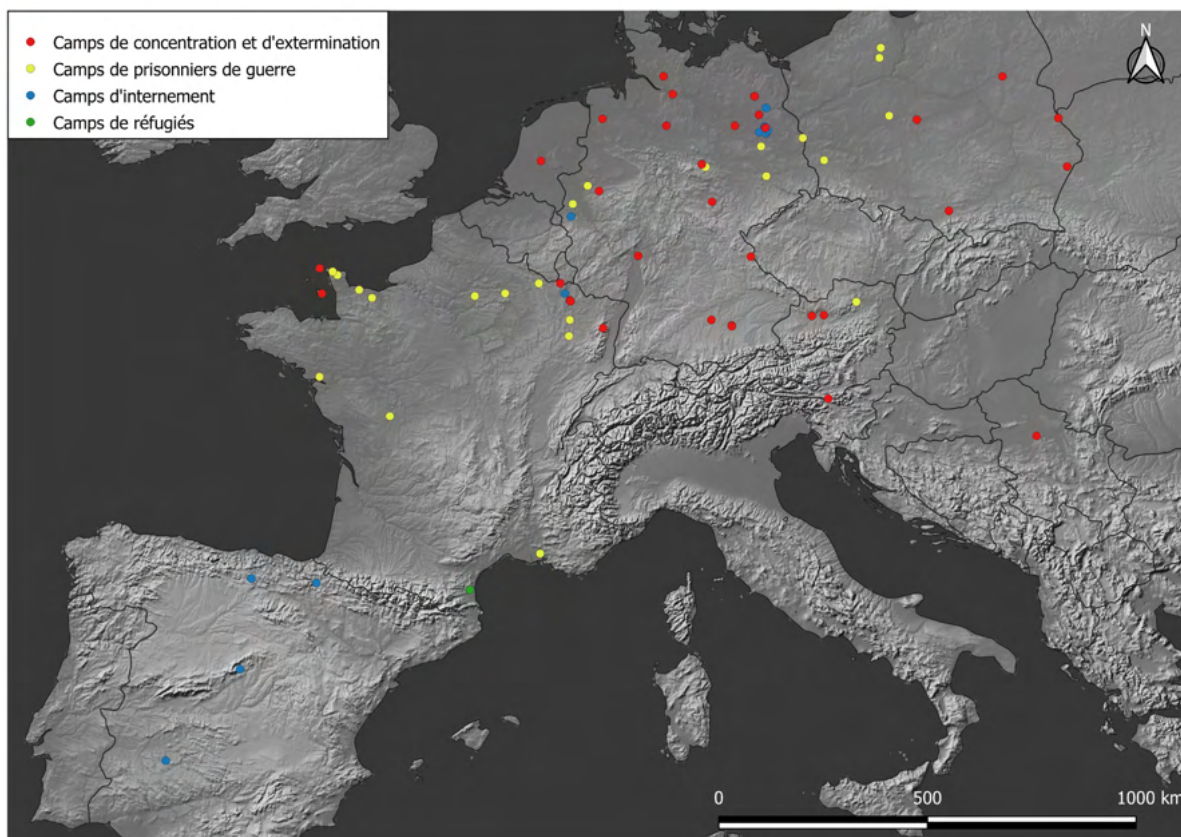 Camps de concentration et d'extermination
Camps de prisonniers de guerre
Camps d'internement
Camps de réfugiés
N
0 500 1000 km